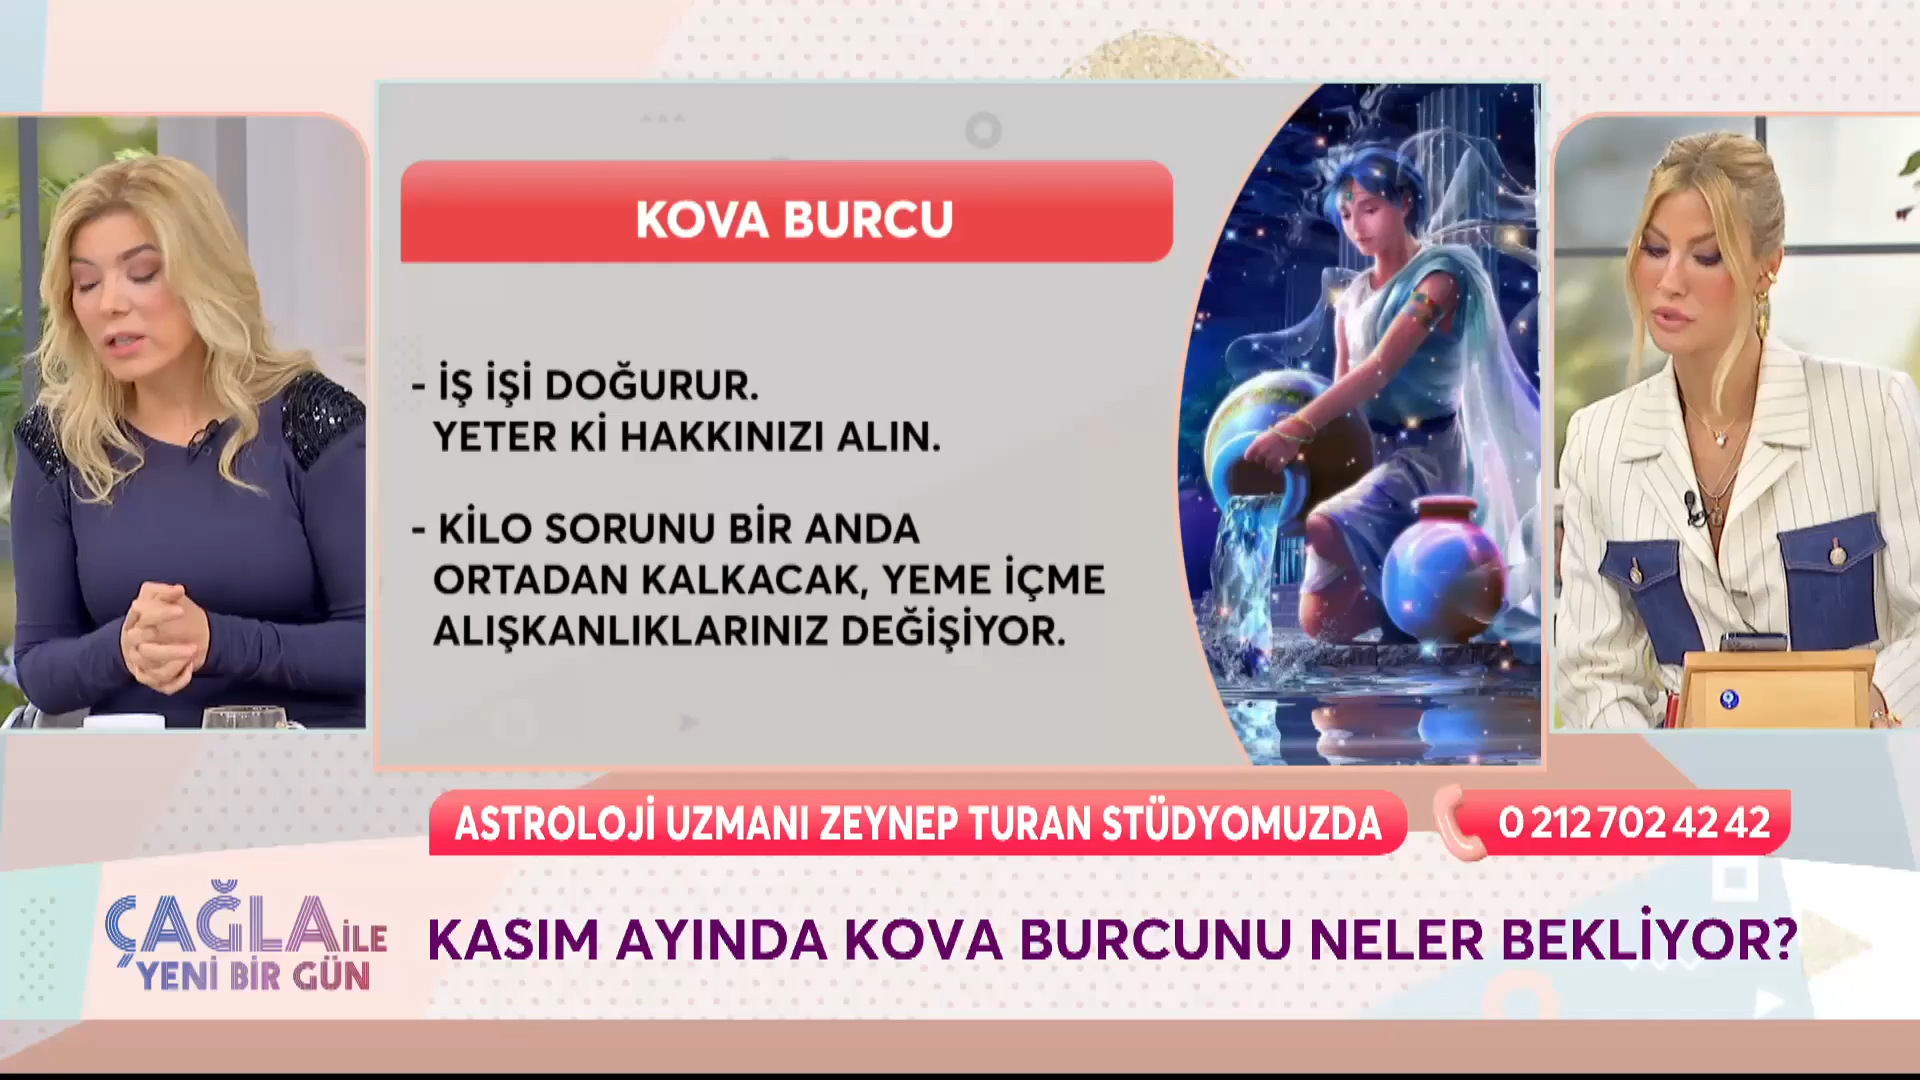 KOVA BURCU
- İŞ İŞİ DOĞURUR.
YETER Kİ HAKKINIZI ALIN.
- KİLO SORUNU BİR ANDA
ORTADAN KALKACAK, YEME İÇME
ALIŞKANLIKLARINIZ DEĞİŞİYOR.
ASTROLOJİ UZMANI ZEYNEP TURAN STÜDYOMUZDA
0 212 702 42 42
ÇAĞLA İLE
YENİ BİR GÜN
KASIM AYINDA KOVA BURCUNU NELER BEKLİYOR?